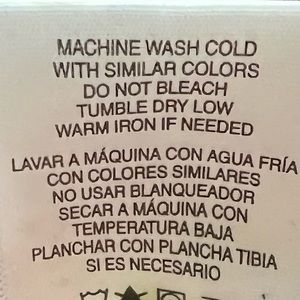 MACHINE WASH COLD
WITH SIMILAR COLORS
DO NOT BLEACH
TUMBLE DRY LOW
WARM IRON IF NEEDED
LAVAR A MÁQUINA CON AGUA FRÍA
CON COLORES SIMILARES
NO USAR BLANQUEADOR
SECAR A MÁQUINA CON
TEMPERATURA BAJA
PLANCHAR CON PLANCHA TIBIA
SI ES NECESARIO